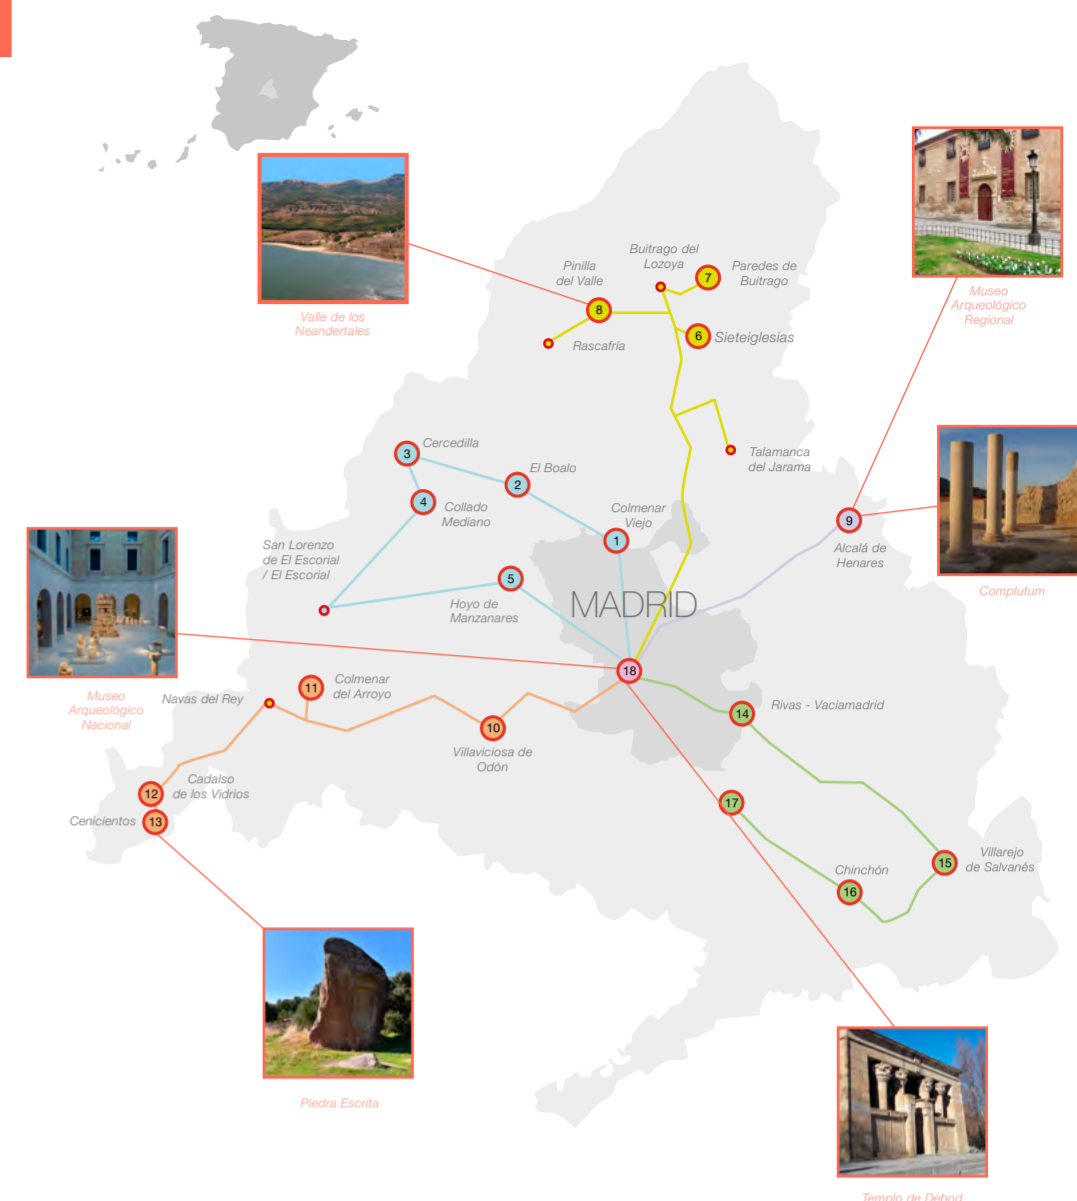 Buitrago del
Lozoya
Pinilla
del Valle
Paredes de
Buitrago
7
8
6
Sieteiglesias
Rascafría
Valle de los
Neandertales
Museo
Arqueológico
Regional
Cercedilla
3
El Boalo
2
Talamanca
del Jarama
4
Collado
Mediano
Colmenar
Viejo
1
9
Alcalá de
Henares
San Lorenzo
de El Escorial
/ El Escorial
5
Hoyo de
Manzanares
MADRID
Complutum
18
Museo
Arqueológico
Nacional
Navas del Rey
11
Colmenar
del Arroyo
10
Villaviciosa de
Odón
14
Rivas - Vaciamadrid
12
Cadalso
de los Vidrios
Cenicientos
13
17
Chinchón
16
15
Villarejo
de Salvanés
Piedra Escrita
Templo de Debod